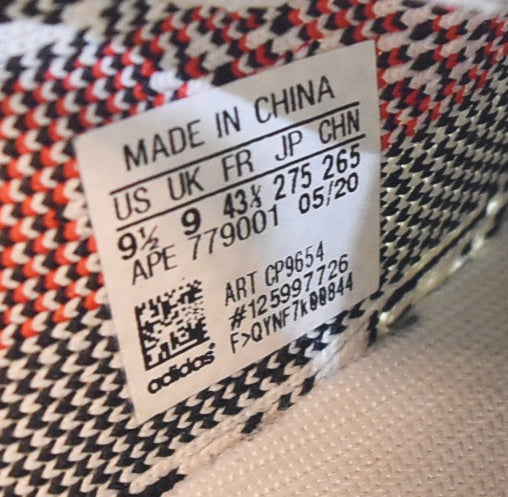 MADE IN CHINA
US UK FR JP CHN
9½ 9 43⅓ 275 265
APE 779001 05/20
ART CP9654
#125997726
F>QYNF7k00844
adidas